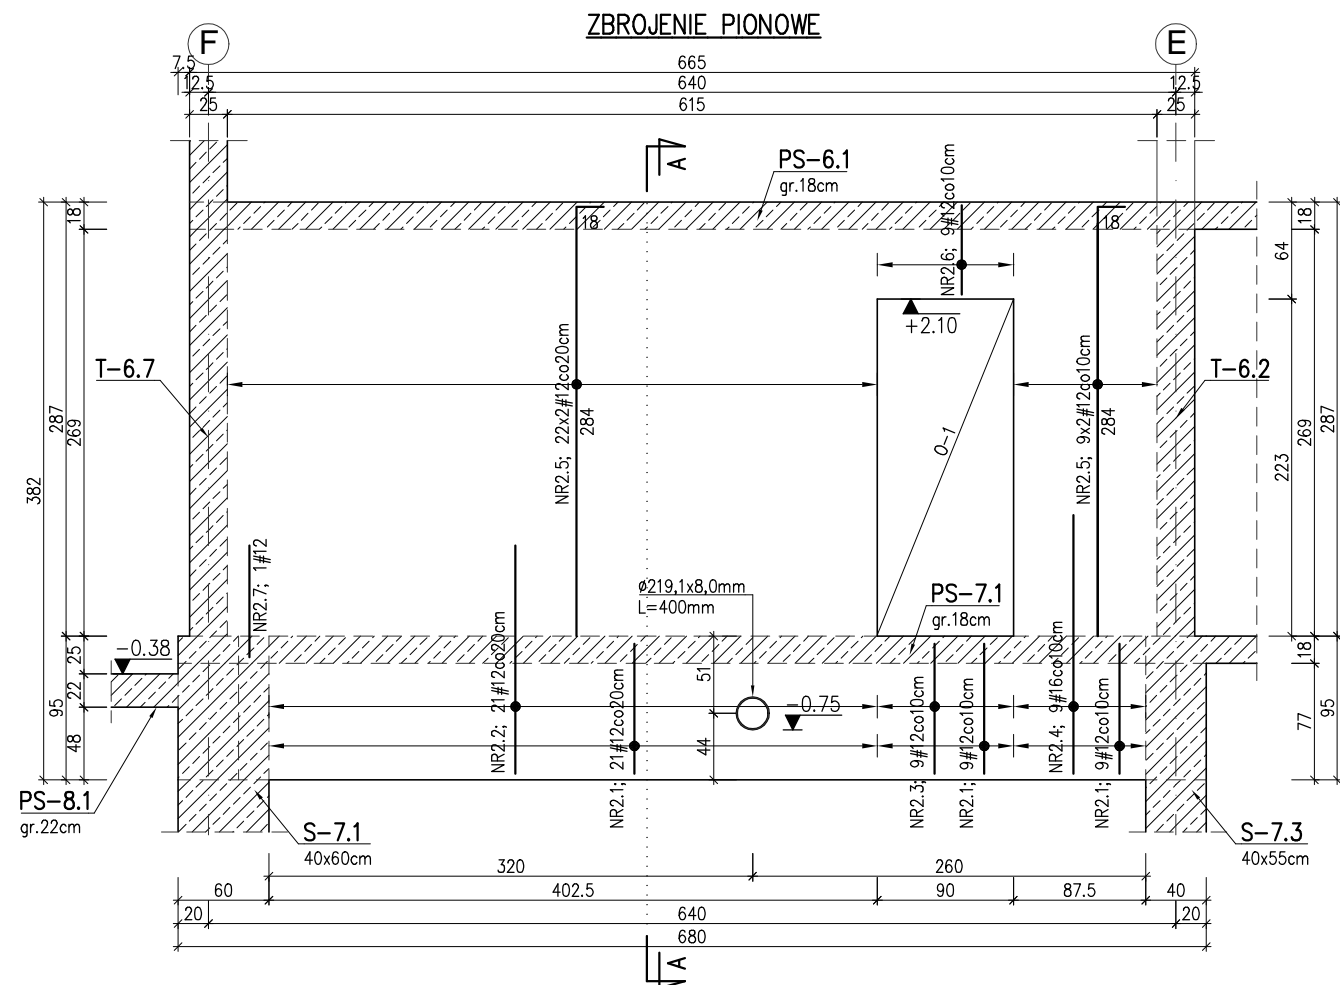 ZBROJENIE PIONOWE
F
E
7.5
665
12.5
640
12.5
25
615
25
A
PS-6.1
gr.18cm
18
18
18
18
64
NR2.6; 9#12co10cm
+2.10
T-6.7
T-6.2
NR2.5; 22x2#12co20cm
284
NR2.5; 9x2#12co10cm
284
O-1
382
287
269
223
269
287
NR2.7; 1#12
ø219,1x8,0mm
L=400mm
PS-7.1
gr.18cm
-0.38
25
22
95
48
51
44
-0.75
18
77
95
NR2.2; 21#12co20cm
NR2.1; 21#12co20cm
NR2.3; 9#12co10cm
NR2.1; 9#12co10cm
NR2.4; 9#16co10cm
NR2.1; 9#12co10cm
PS-8.1
gr.22cm
S-7.1
40x60cm
S-7.3
40x55cm
320
260
60
402.5
90
87.5
40
20
640
20
680
A